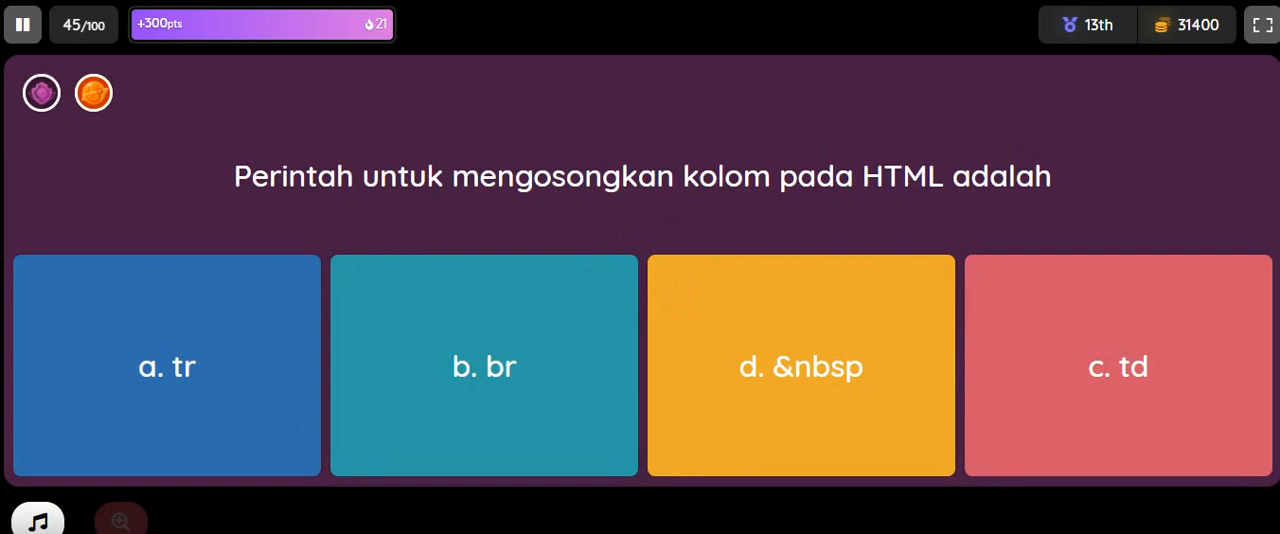 45/100
+300pts
21
13th
31400
Perintah untuk mengosongkan kolom pada HTML adalah
a. tr
b. br
d. &nbsp
c. td